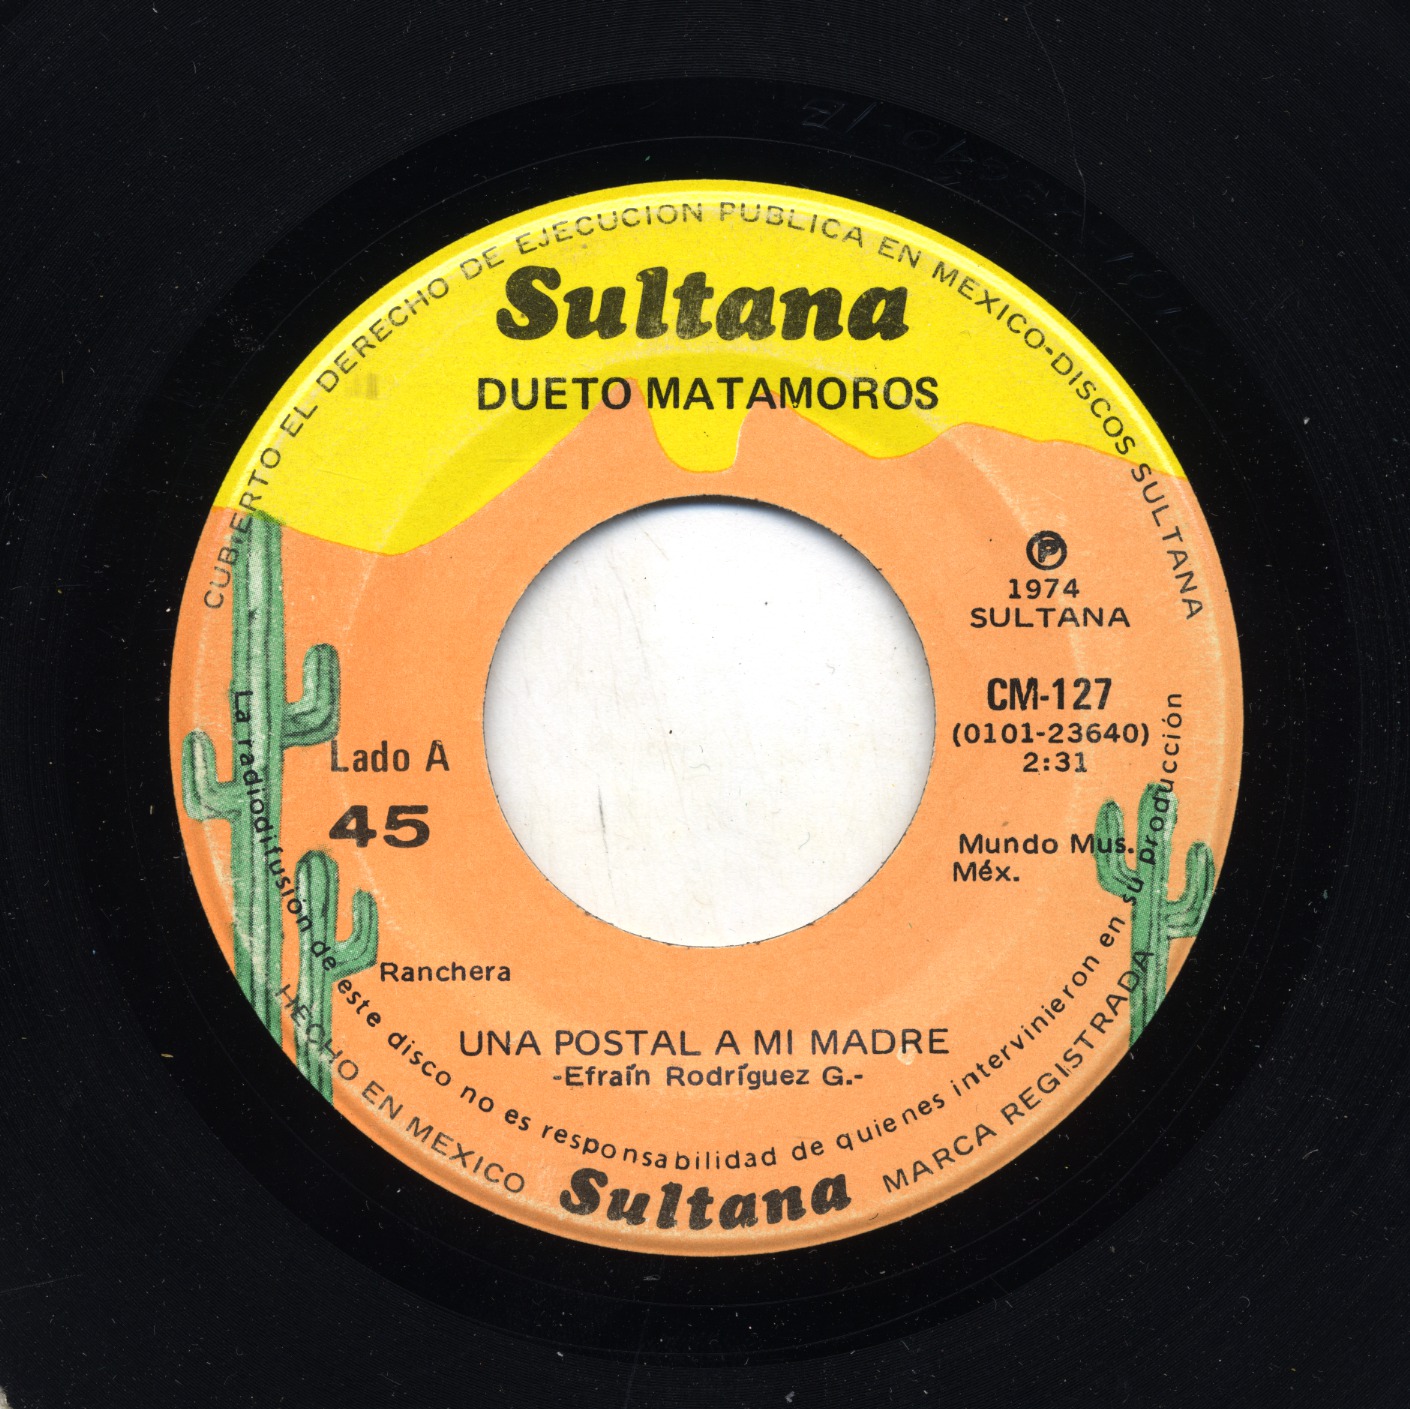 CUBIERTO EL DERECHO DE EJECUCION PUBLICA EN MEXICO-DISCOS SULTANA
Sultana
DUETO MATAMOROS
Ⓟ
1974
SULTANA
CM-127
(0101-23640)
2:31
Lado A
45
Mundo Mus.
Méx.
Ranchera
UNA POSTAL A MI MADRE
-Efraín Rodríguez G.-
La radiodifusión de este disco no es responsabilidad de quienes intervinieron en su producción
HECHO EN MEXICO
Sultana
MARCA REGISTRADA